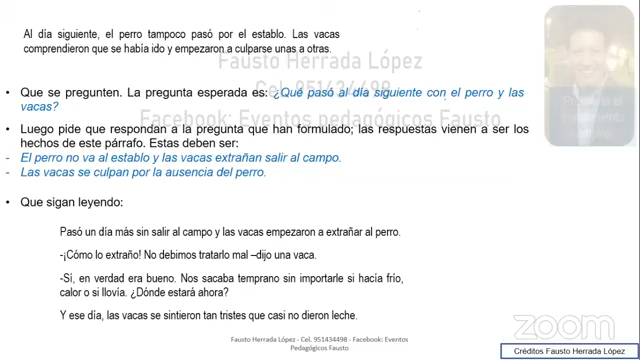 Al día siguiente, el perro tampoco pasó por el establo. Las vacas
comprendieron que se había ido y empezaron a culparse unas a otras.
Fausto Herrada López
Cel. 951434498
Facebook: Eventos pedagógicos Fausto
• Que se pregunten. La pregunta esperada es: ¿Qué pasó al día siguiente con el perro y las
vacas?
• Luego pide que respondan a la pregunta que han formulado; las respuestas vienen a ser los
hechos de este párrafo. Estas deben ser:
- El perro no va al establo y las vacas extrañan salir al campo.
- Las vacas se culpan por la ausencia del perro.
• Que sigan leyendo:
Pasó un día más sin salir al campo y las vacas empezaron a extrañar al perro.
-¡Cómo lo extraño! No debimos tratarlo mal –dijo una vaca.
-Sí, en verdad era bueno. Nos sacaba temprano sin importarle si hacía frío,
calor o si llovía. ¿Dónde estará ahora?
Y ese día, las vacas se sintieron tan tristes que casi no dieron leche.
Fausto Herrada López - Cel. 951434498 - Facebook: Eventos
Pedagógicos Fausto
zoom
Créditos Fausto Herrada López